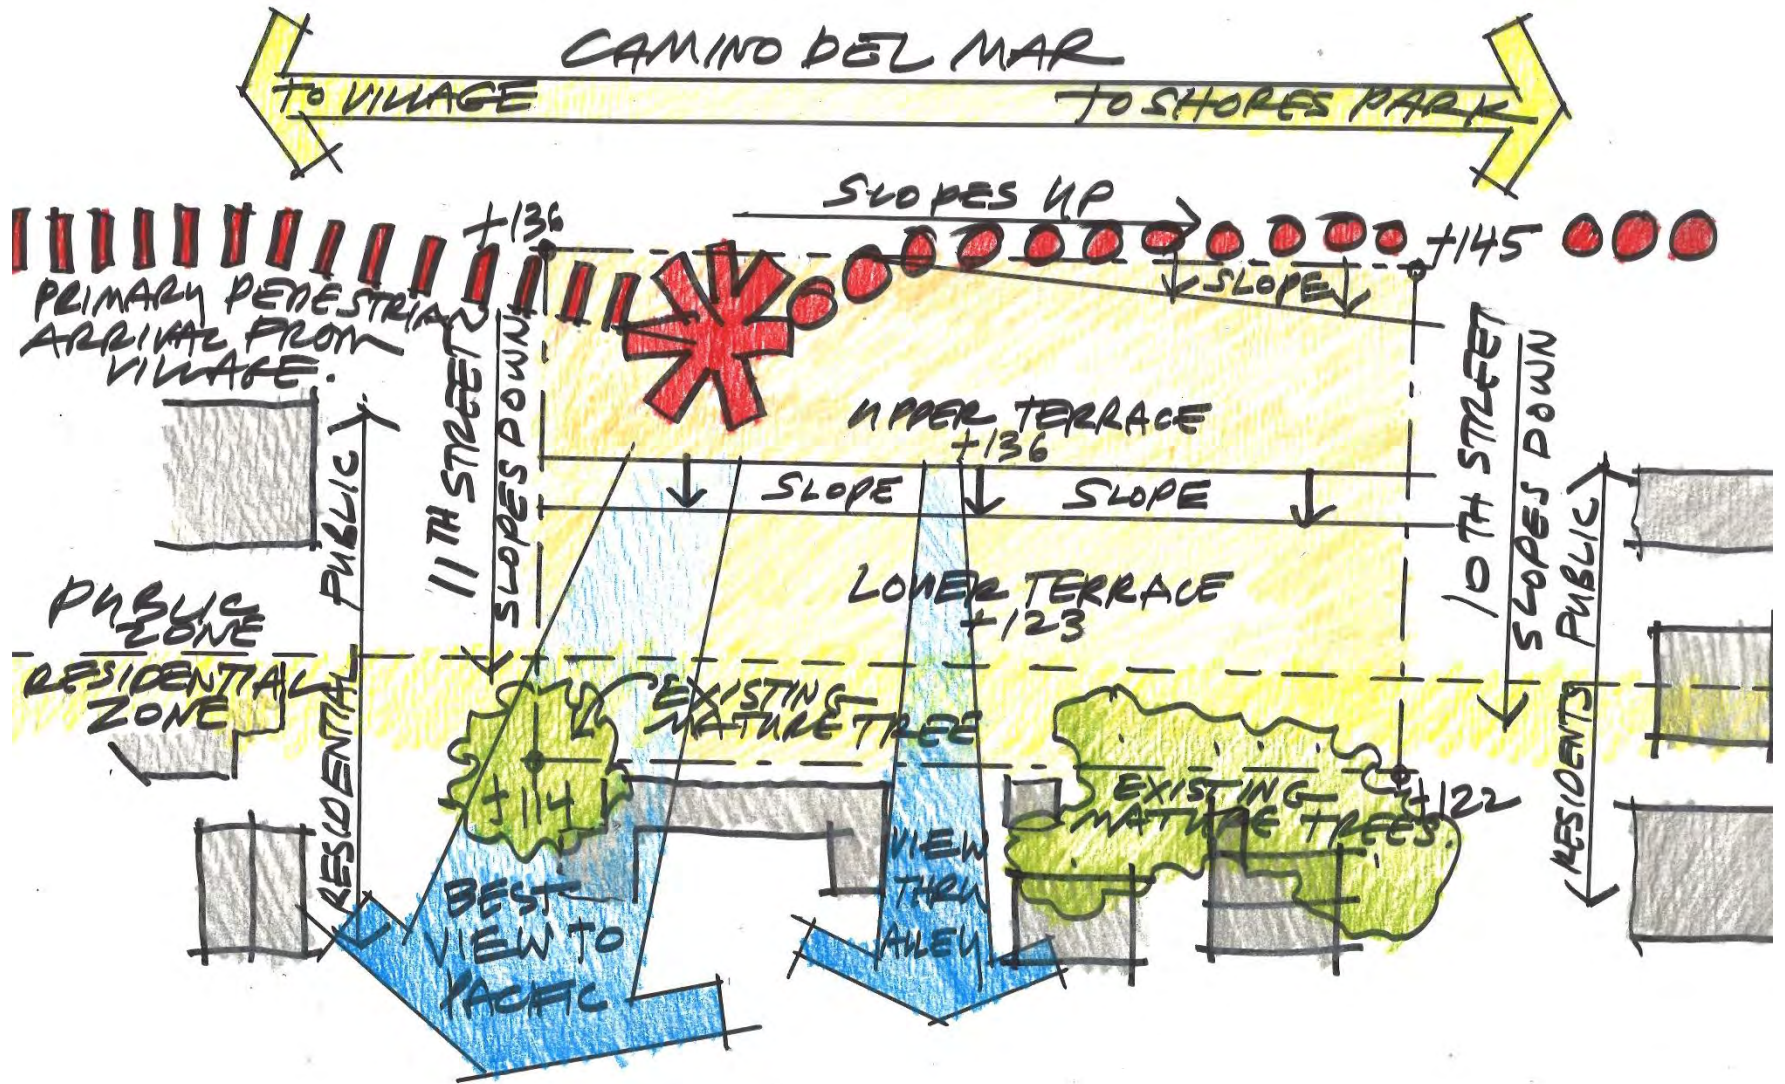 CAMINO DEL MAR
TO VILLAGE
TO SHORES PARK
SLOPES UP
+136
+145
SLOPE
PRIMARY PEDESTRIAN
ARRIVAL FROM
VILLAGE.
11TH STREET
SLOPES DOWN
10TH STREET
SLOPES DOWN
UPPER TERRACE
+136
SLOPE
SLOPE
PUBLIC
PUBLIC
LOWER TERRACE
+123
PUBLIC
ZONE
RESIDENTIAL
ZONE
RESIDENTIAL
RESIDENTS
EXISTING
MATURE TREE
+114
EXISTING
MATURE TREES.
+122
BEST
VIEW TO
PACIFIC
VIEW
THRU
ALLEY